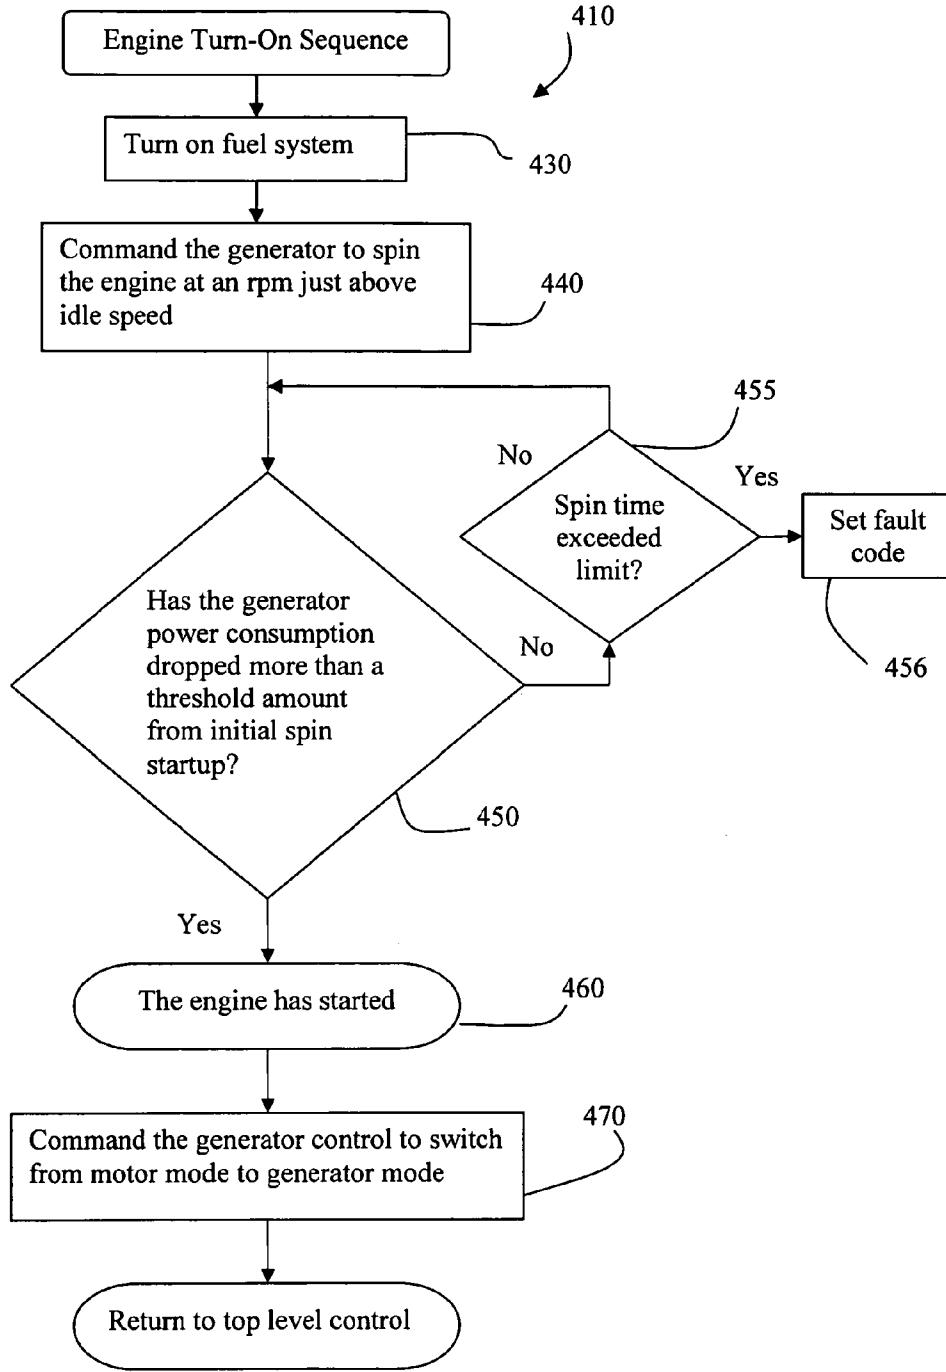 Engine Turn-On Sequence
410
Turn on fuel system
430
Command the generator to spin
the engine at an rpm just above
idle speed
440
455
No
Yes
Spin time
exceeded
limit?
Set fault
code
456
Has the generator
power consumption
dropped more than a
threshold amount
from initial spin
startup?
No
450
Yes
The engine has started
460
Command the generator control to switch
from motor mode to generator mode
470
Return to top level control